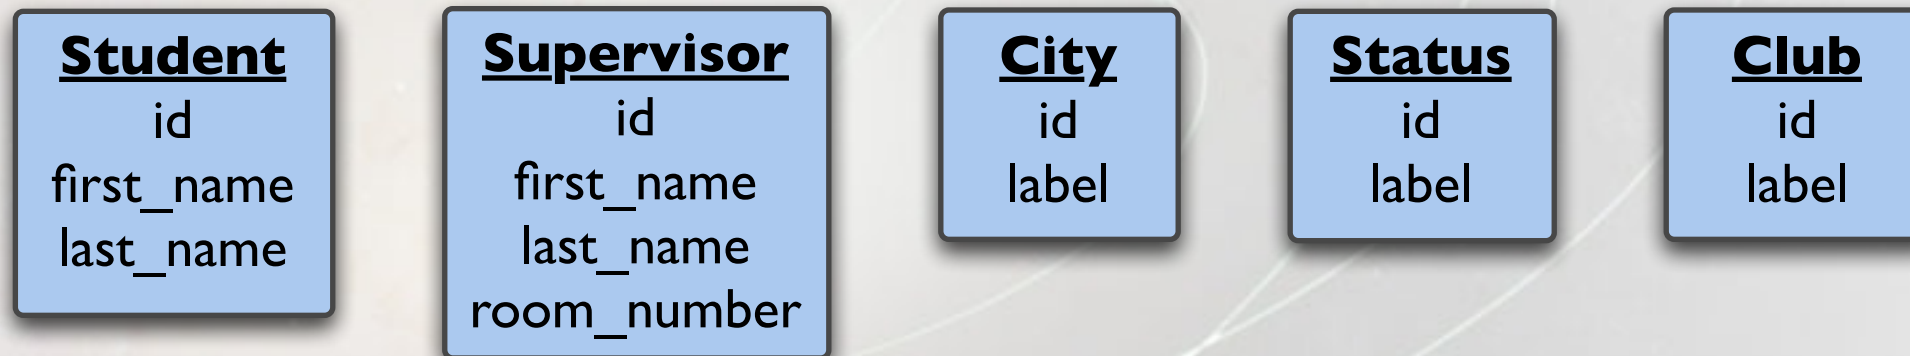 Student
id
first_name
last_name
Supervisor
id
first_name
last_name
room_number
City
id
label
Status
id
label
Club
id
label